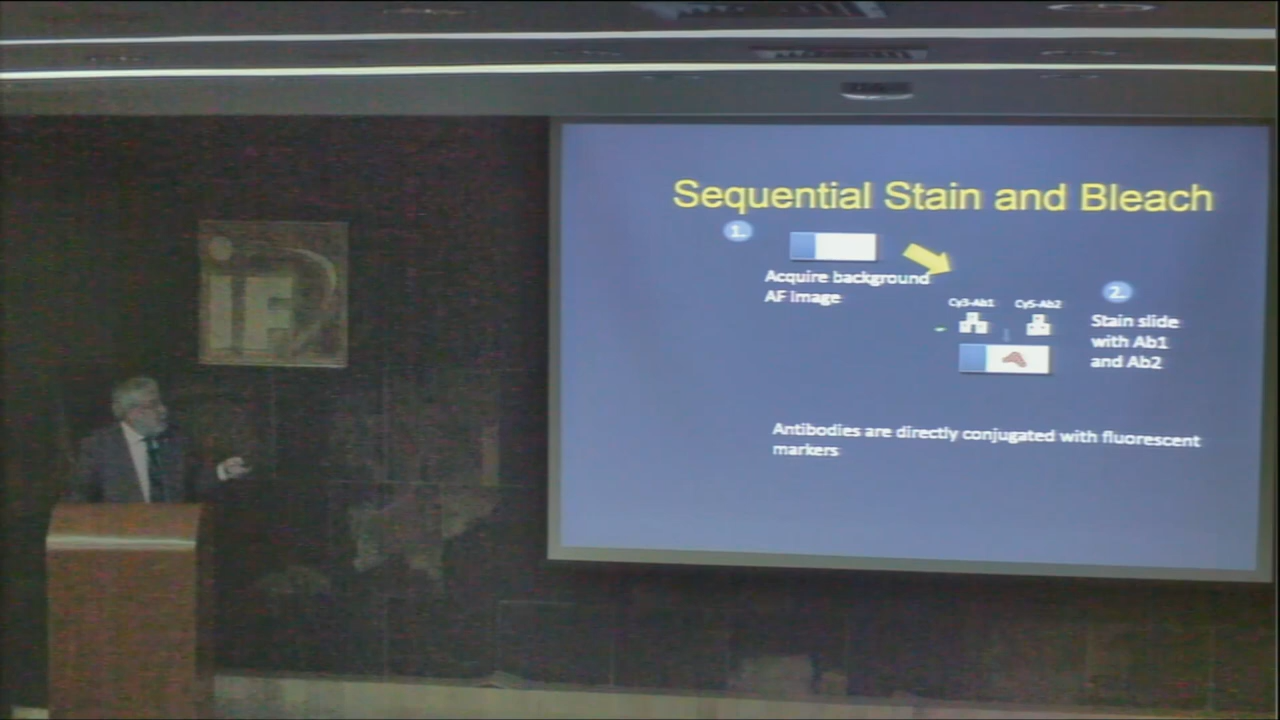 Sequential Stain and Bleach
1.
Acquire background
AF image
Cy3-Ab1
Cy5-Ab2
2.
Stain slide
with Ab1
and Ab2
Antibodies are directly conjugated with fluorescent
markers